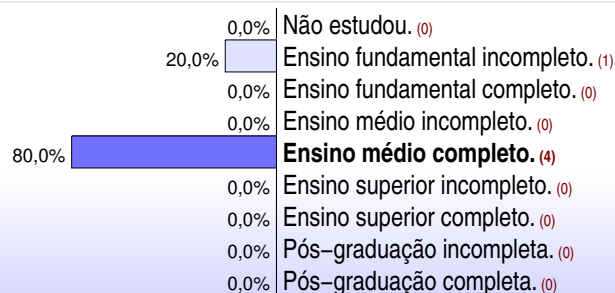 0,0% Não estudou. (0)
20,0% Ensino fundamental incompleto. (1)
0,0% Ensino fundamental completo. (0)
0,0% Ensino médio incompleto. (0)
80,0% Ensino médio completo. (4)
0,0% Ensino superior incompleto. (0)
0,0% Ensino superior completo. (0)
0,0% Pós−graduação incompleta. (0)
0,0% Pós−graduação completa. (0)